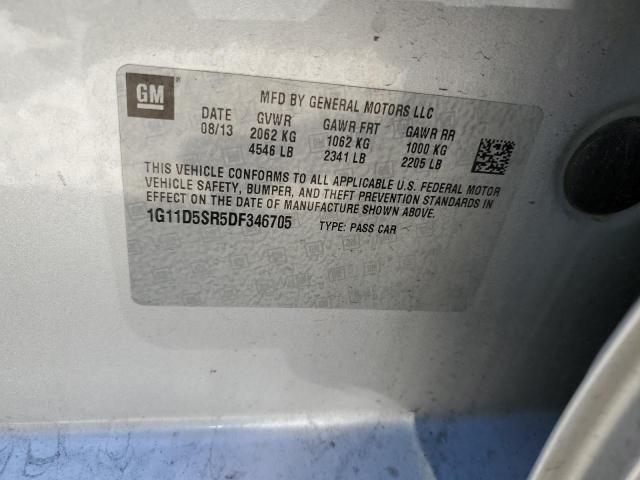 GM
MFD BY GENERAL MOTORS LLC
DATE GVWR GAWR FRT GAWR RR
08/13 2062 KG 1062 KG 1000 KG
4546 LB 2341 LB 2205 LB
THIS VEHICLE CONFORMS TO ALL APPLICABLE U.S. FEDERAL MOTOR
VEHICLE SAFETY, BUMPER, AND THEFT PREVENTION STANDARDS IN
EFFECT ON THE DATE OF MANUFACTURE SHOWN ABOVE.
1G11D5SR5DF346705 TYPE: PASS CAR